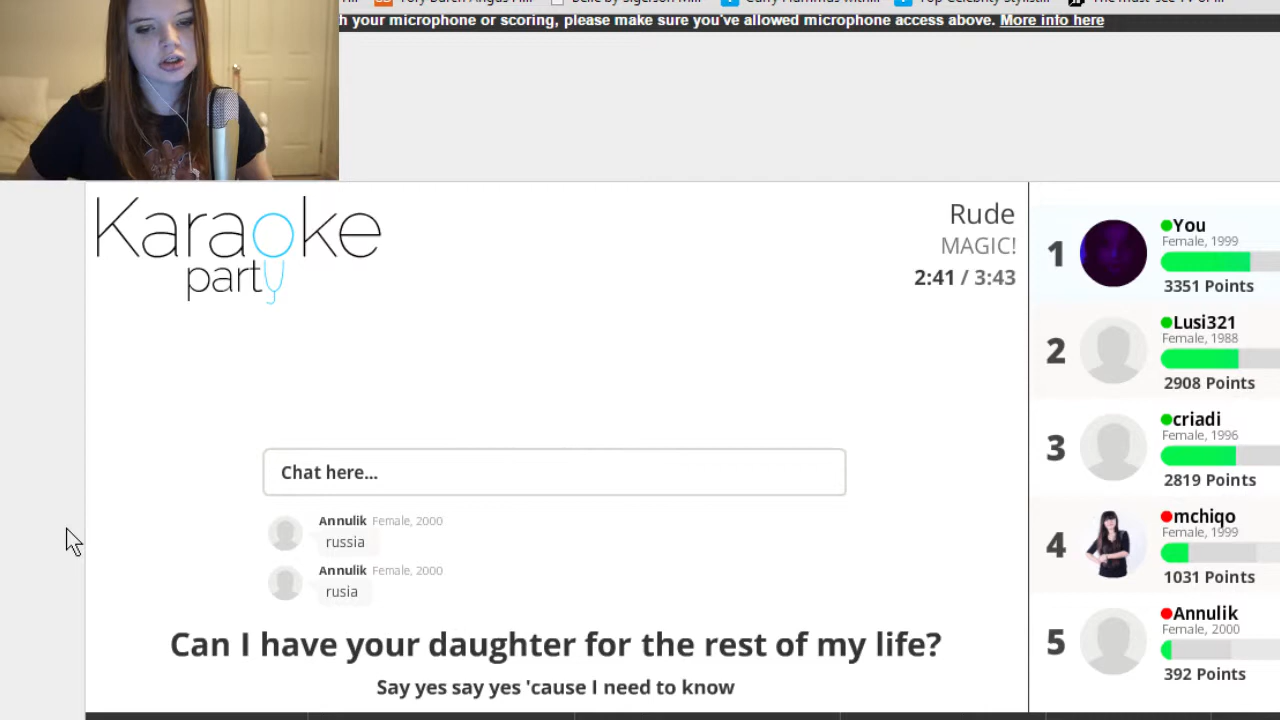 h your microphone or scoring, please make sure you've allowed microphone access above. More info here
Karaoke
party
Rude
MAGIC!
2:41 / 3:43
Chat here...
Annulik Female, 2000
russia
Annulik Female, 2000
rusia
Can I have your daughter for the rest of my life?
Say yes say yes 'cause I need to know
1
You
Female, 1999
3351 Points
2
Lusi321
Female, 1988
2908 Points
3
criadi
Female, 1996
2819 Points
4
mchiqo
Female, 1999
1031 Points
5
Annulik
Female, 2000
392 Points